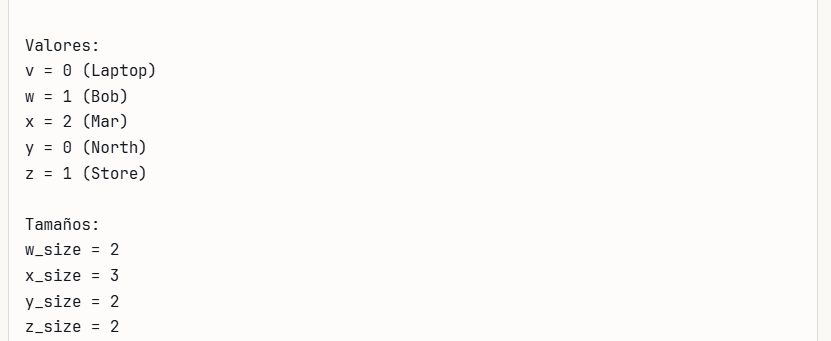 Valores:
v = 0 (Laptop)
w = 1 (Bob)
x = 2 (Mar)
y = 0 (North)
z = 1 (Store)
Tamaños:
w_size = 2
x_size = 3
y_size = 2
z_size = 2